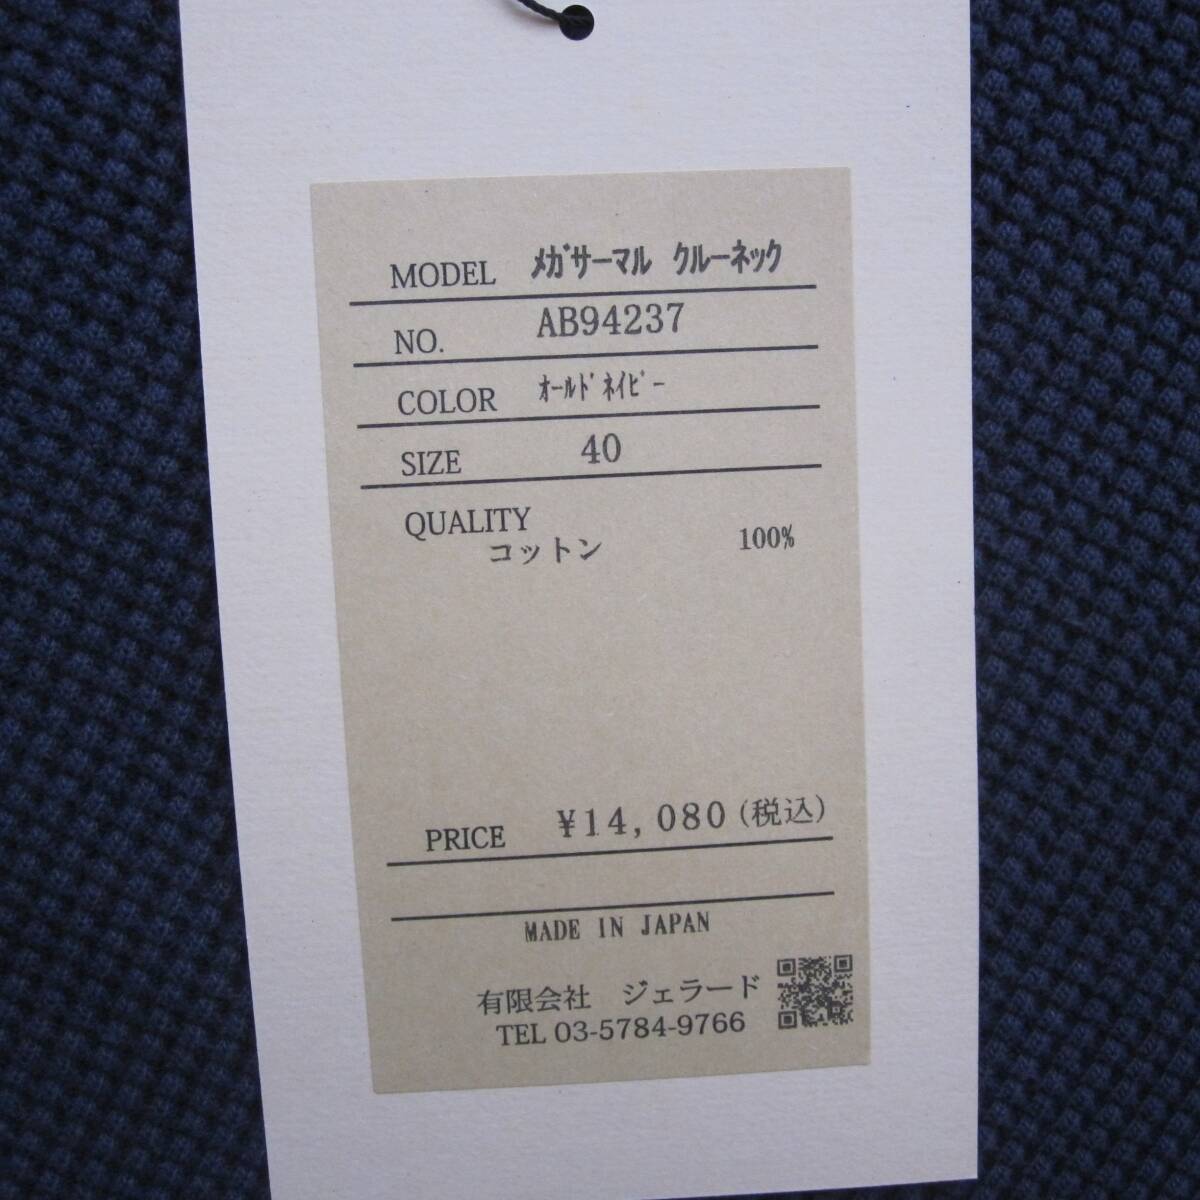 MODEL ﾒｶﾞｻｰﾏﾙ ｸﾙｰﾈｯｸ
NO. AB94237
COLOR ｵｰﾙﾄﾞﾈｲﾋﾞｰ
SIZE 40
QUALITY
コットン 100%
PRICE ¥14,080(税込)
MADE IN JAPAN
有限会社 ジェラード
TEL 03-5784-9766